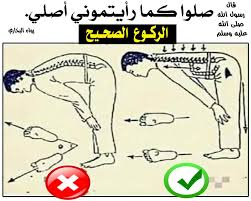 قال
رسول الله
صلى الله
عليه وسلم
صلوا كما رأيتموني أصلي.
رواه البخاري
الركوع الصحيح